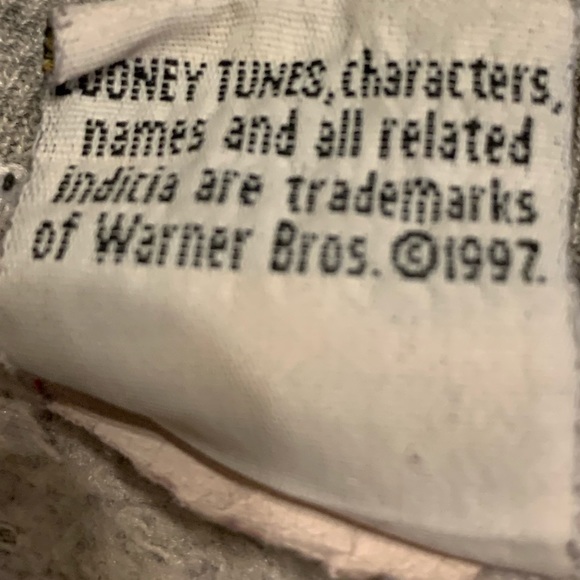 LOONEY TUNES, characters,
names and all related
indicia are trademarks
of Warner Bros. ©1997.